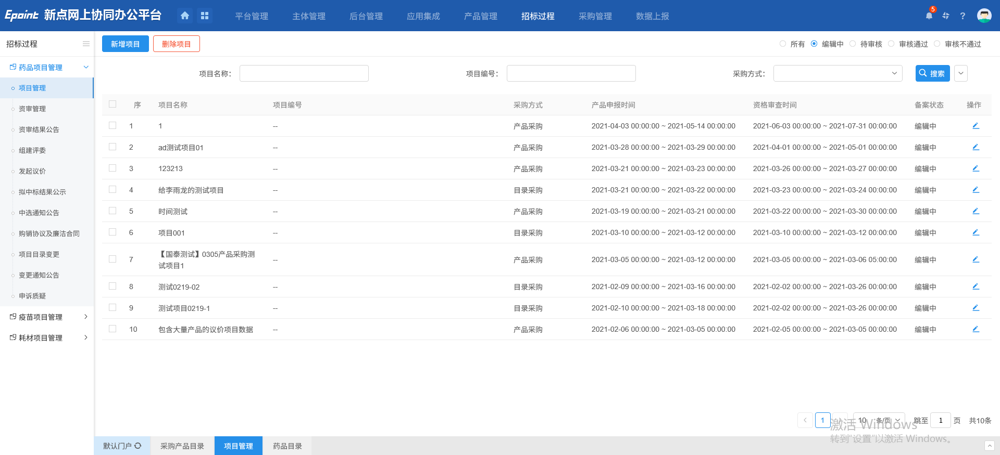 Epoint 新点网上协同办公平台 平台管理 主体管理 后台管理 应用集成 产品管理 招标过程 采购管理 数据上报 5 ?
招标过程
新增项目 删除项目 所有 编辑中 待审核 审核通过 审核不通过
药品项目管理
项目管理
资审管理
资审结果公告
组建评委
发起议价
拟中标结果公示
中选通知公告
购销协议及廉洁合同
项目目录变更
变更通知公告
申诉质疑
疫苗项目管理
耗材项目管理
项目名称: 项目编号: 采购方式: 搜索
序 项目名称 项目编号 采购方式 产品申报时间 资格审查时间 备案状态 操作
1 1 -- 产品采购 2021-04-03 00:00:00 ~ 2021-05-14 00:00:00 2021-06-03 00:00:00 ~ 2021-07-31 00:00:00 编辑中
2 ad测试项目01 -- 产品采购 2021-03-28 00:00:00 ~ 2021-03-29 00:00:00 2021-04-01 00:00:00 ~ 2021-05-01 00:00:00 编辑中
3 123213 -- 产品采购 2021-03-21 00:00:00 ~ 2021-03-23 00:00:00 2021-03-26 00:00:00 ~ 2021-03-27 00:00:00 编辑中
4 给李雨龙的测试项目 -- 目录采购 2021-03-21 00:00:00 ~ 2021-03-22 00:00:00 2021-03-23 00:00:00 ~ 2021-03-24 00:00:00 编辑中
5 时间测试 -- 产品采购 2021-03-19 00:00:00 ~ 2021-03-21 00:00:00 2021-03-22 00:00:00 ~ 2021-03-30 00:00:00 编辑中
6 项目001 -- 目录采购 2021-03-10 00:00:00 ~ 2021-03-12 00:00:00 2021-03-10 00:00:00 ~ 2021-03-12 00:00:00 编辑中
7 【国泰测试】0305产品采购测 -- 产品采购 2021-03-05 00:00:00 ~ 2021-03-12 00:00:00 2021-03-05 00:00:00 ~ 2021-03-06 05:00:00 编辑中
试项目1
8 测试0219-02 -- 目录采购 2021-02-09 00:00:00 ~ 2021-03-16 00:00:00 2021-02-02 00:00:00 ~ 2021-03-26 00:00:00 编辑中
9 测试项目0219-1 -- 目录采购 2021-02-10 00:00:00 ~ 2021-03-18 00:00:00 2021-02-02 00:00:00 ~ 2021-03-26 00:00:00 编辑中
10 包含大量产品的议价项目数据 -- 产品采购 2021-02-06 00:00:00 ~ 2021-03-05 00:00:00 2021-02-05 00:00:00 ~ 2021-03-05 00:00:00 编辑中
1 10 条/页 跳至 1 页 共10条
激活 Windows
转到"设置"以激活 Windows。
默认门户 采购产品目录 项目管理 药品目录